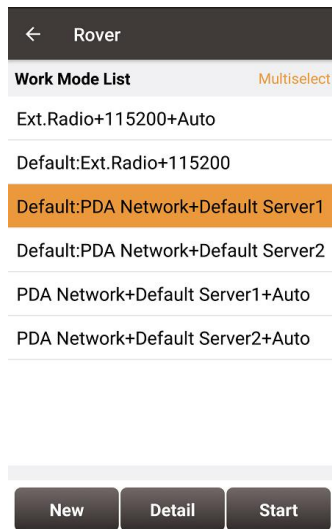 Rover
Work Mode List Multiselect
Ext.Radio+115200+Auto
Default:Ext.Radio+115200
Default:PDA Network+Default Server1
Default:PDA Network+Default Server2
PDA Network+Default Server1+Auto
PDA Network+Default Server2+Auto
New Detail Start